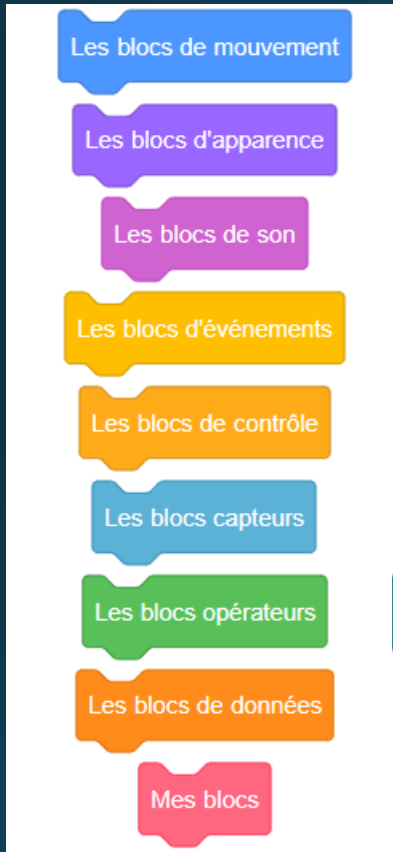 Les blocs de mouvement
Les blocs d'apparence
Les blocs de son
Les blocs d'événements
Les blocs de contrôle
Les blocs capteurs
Les blocs opérateurs
Les blocs de données
Mes blocs